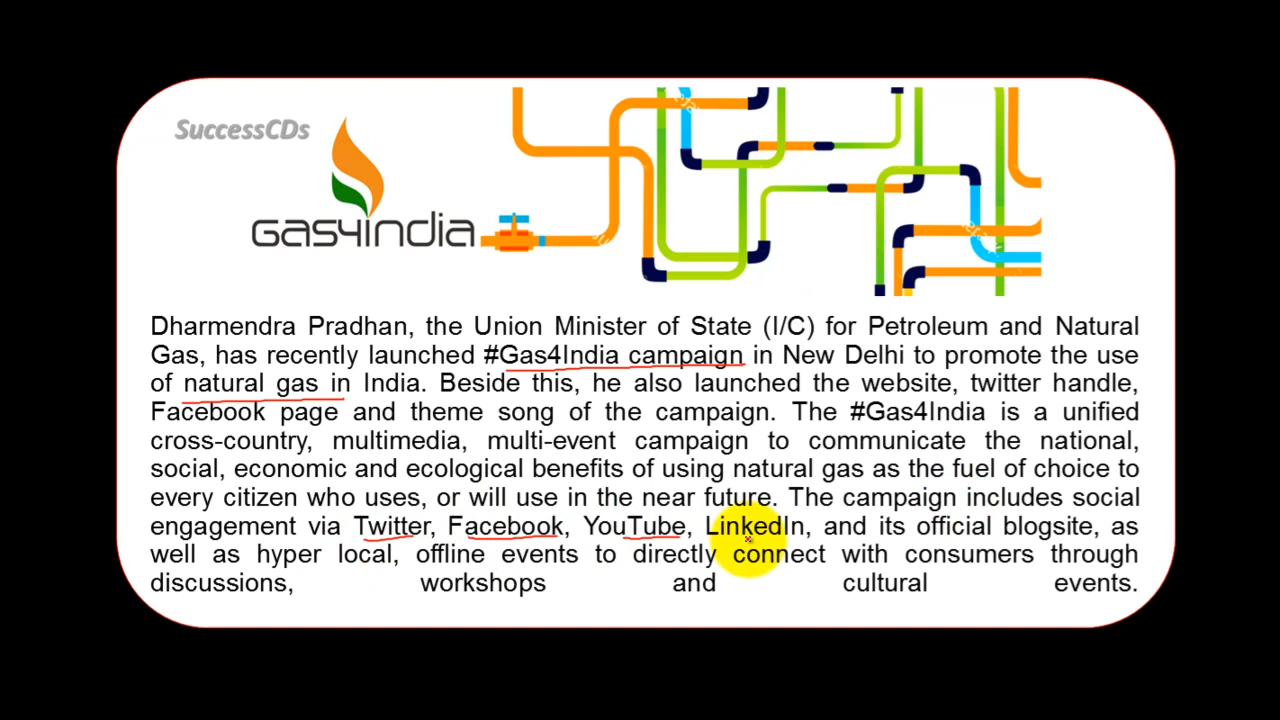 SuccessCDs
Gas4India
Dharmendra Pradhan, the Union Minister of State (I/C) for Petroleum and Natural
Gas, has recently launched #Gas4India campaign in New Delhi to promote the use
of natural gas in India. Beside this, he also launched the website, twitter handle,
Facebook page and theme song of the campaign. The #Gas4India is a unified
cross-country, multimedia, multi-event campaign to communicate the national,
social, economic and ecological benefits of using natural gas as the fuel of choice to
every citizen who uses, or will use in the near future. The campaign includes social
engagement via Twitter, Facebook, YouTube, LinkedIn, and its official blogsite, as
well as hyper local, offline events to directly connect with consumers through
discussions, workshops and cultural events.